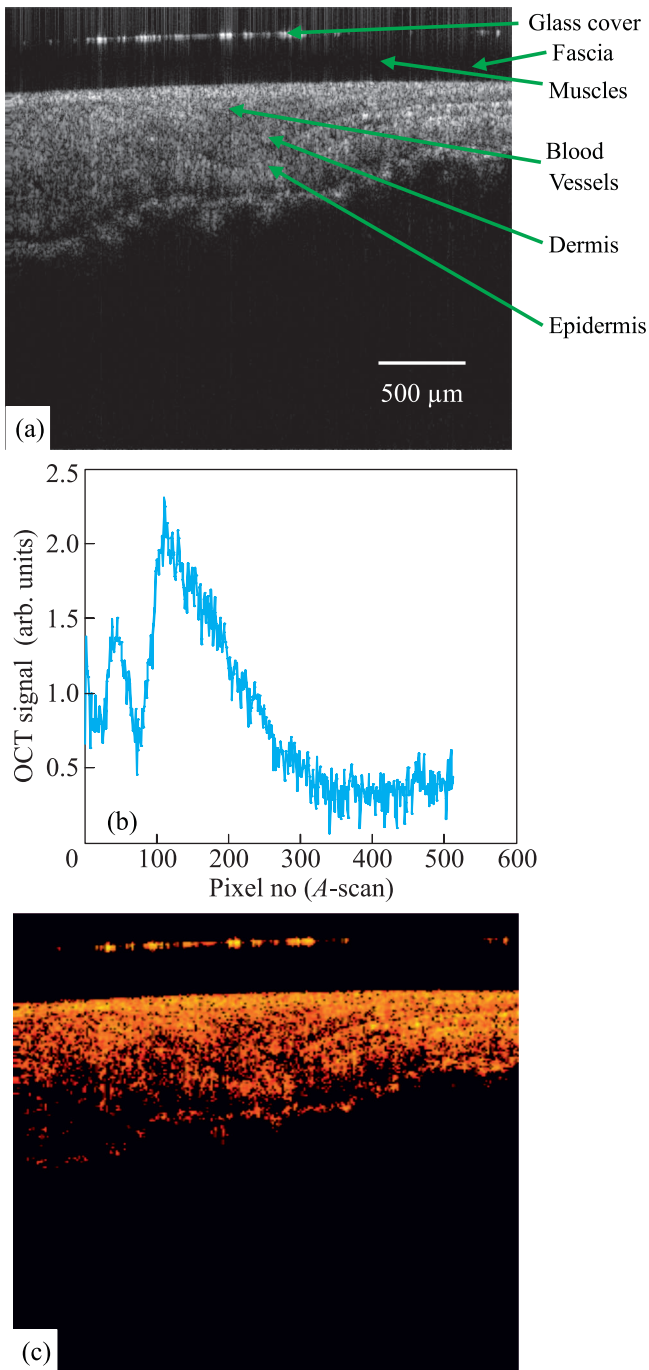 Glass cover
Fascia
Muscles
Blood
Vessels
Dermis
Epidermis
500 µm
(a)
2.5
2.0
1.5
1.0
0.5
OCT signal (arb. units)
(b)
0 100 200 300 400 500 600
Pixel no (A-scan)
(c)